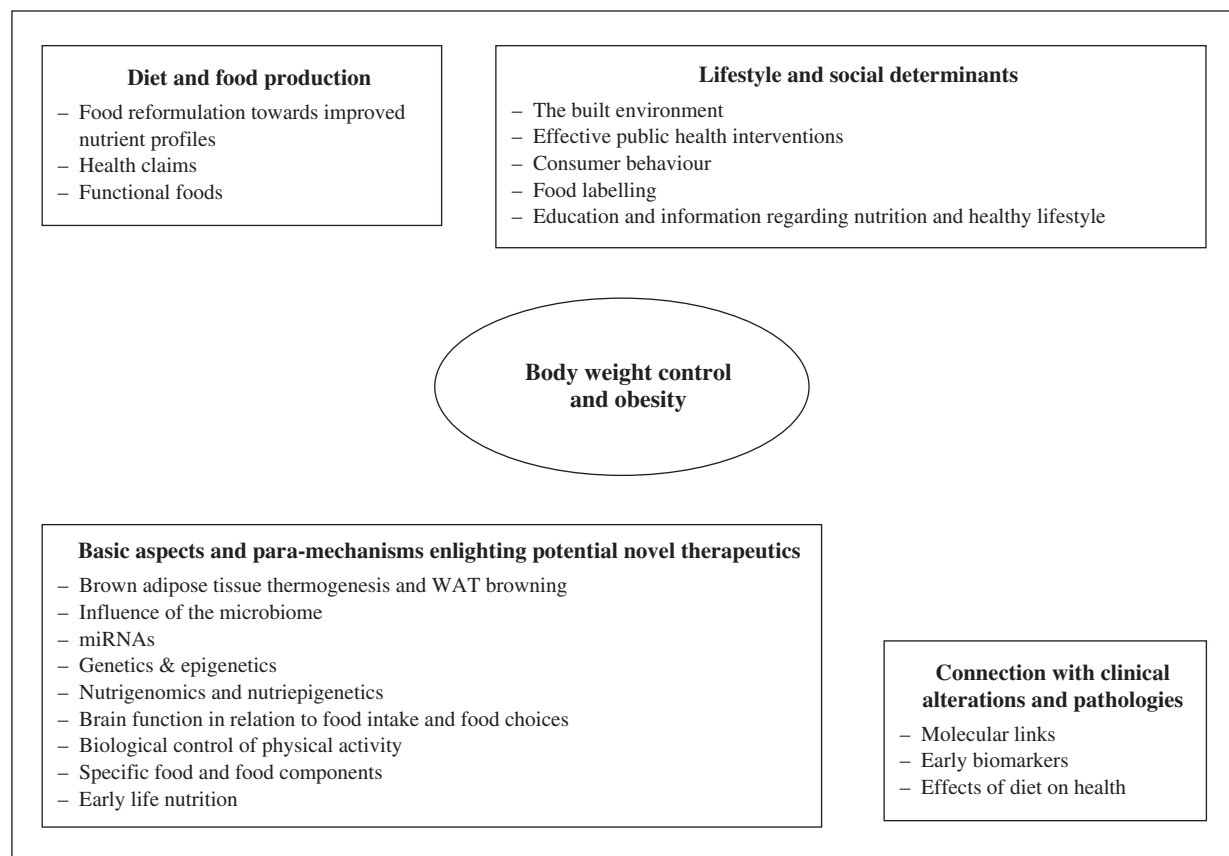 Diet and food production
– Food reformulation towards improved
nutrient profiles
– Health claims
– Functional foods
Lifestyle and social determinants
– The built environment
– Effective public health interventions
– Consumer behaviour
– Food labelling
– Education and information regarding nutrition and healthy lifestyle
Body weight control
and obesity
Basic aspects and para-mechanisms enlighting potential novel therapeutics
– Brown adipose tissue thermogenesis and WAT browning
– Influence of the microbiome
– miRNAs
– Genetics & epigenetics
– Nutrigenomics and nutriepigenetics
– Brain function in relation to food intake and food choices
– Biological control of physical activity
– Specific food and food components
– Early life nutrition
Connection with clinical
alterations and pathologies
– Molecular links
– Early biomarkers
– Effects of diet on health